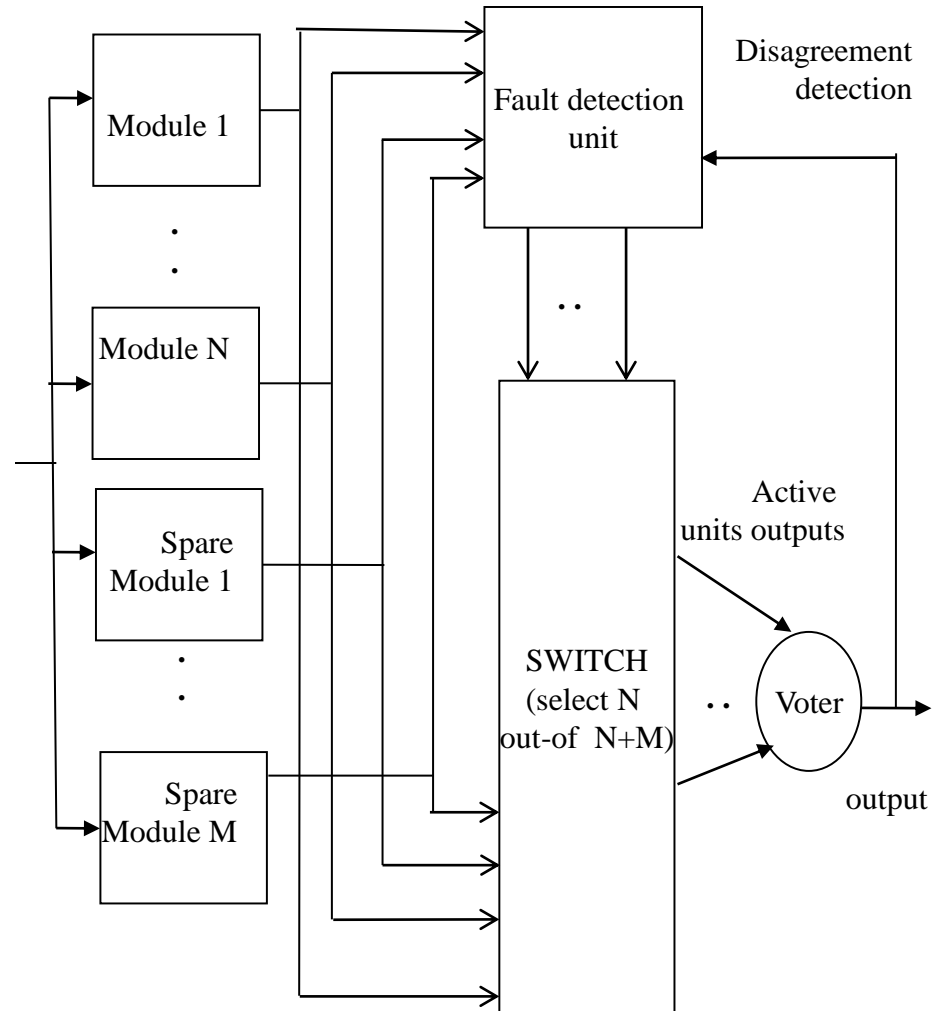 Module 1
Module N
Spare
Module 1
Spare
Module M
Fault detection
unit
Disagreement
detection
SWITCH
(select N
out-of N+M)
Active
units outputs
Voter
output